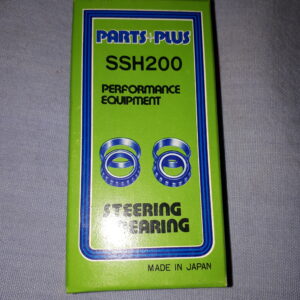 PARTS+PLUS
SSH200
PERFORMANCE
EQUIPMENT
STEERING
BEARING
MADE IN JAPAN